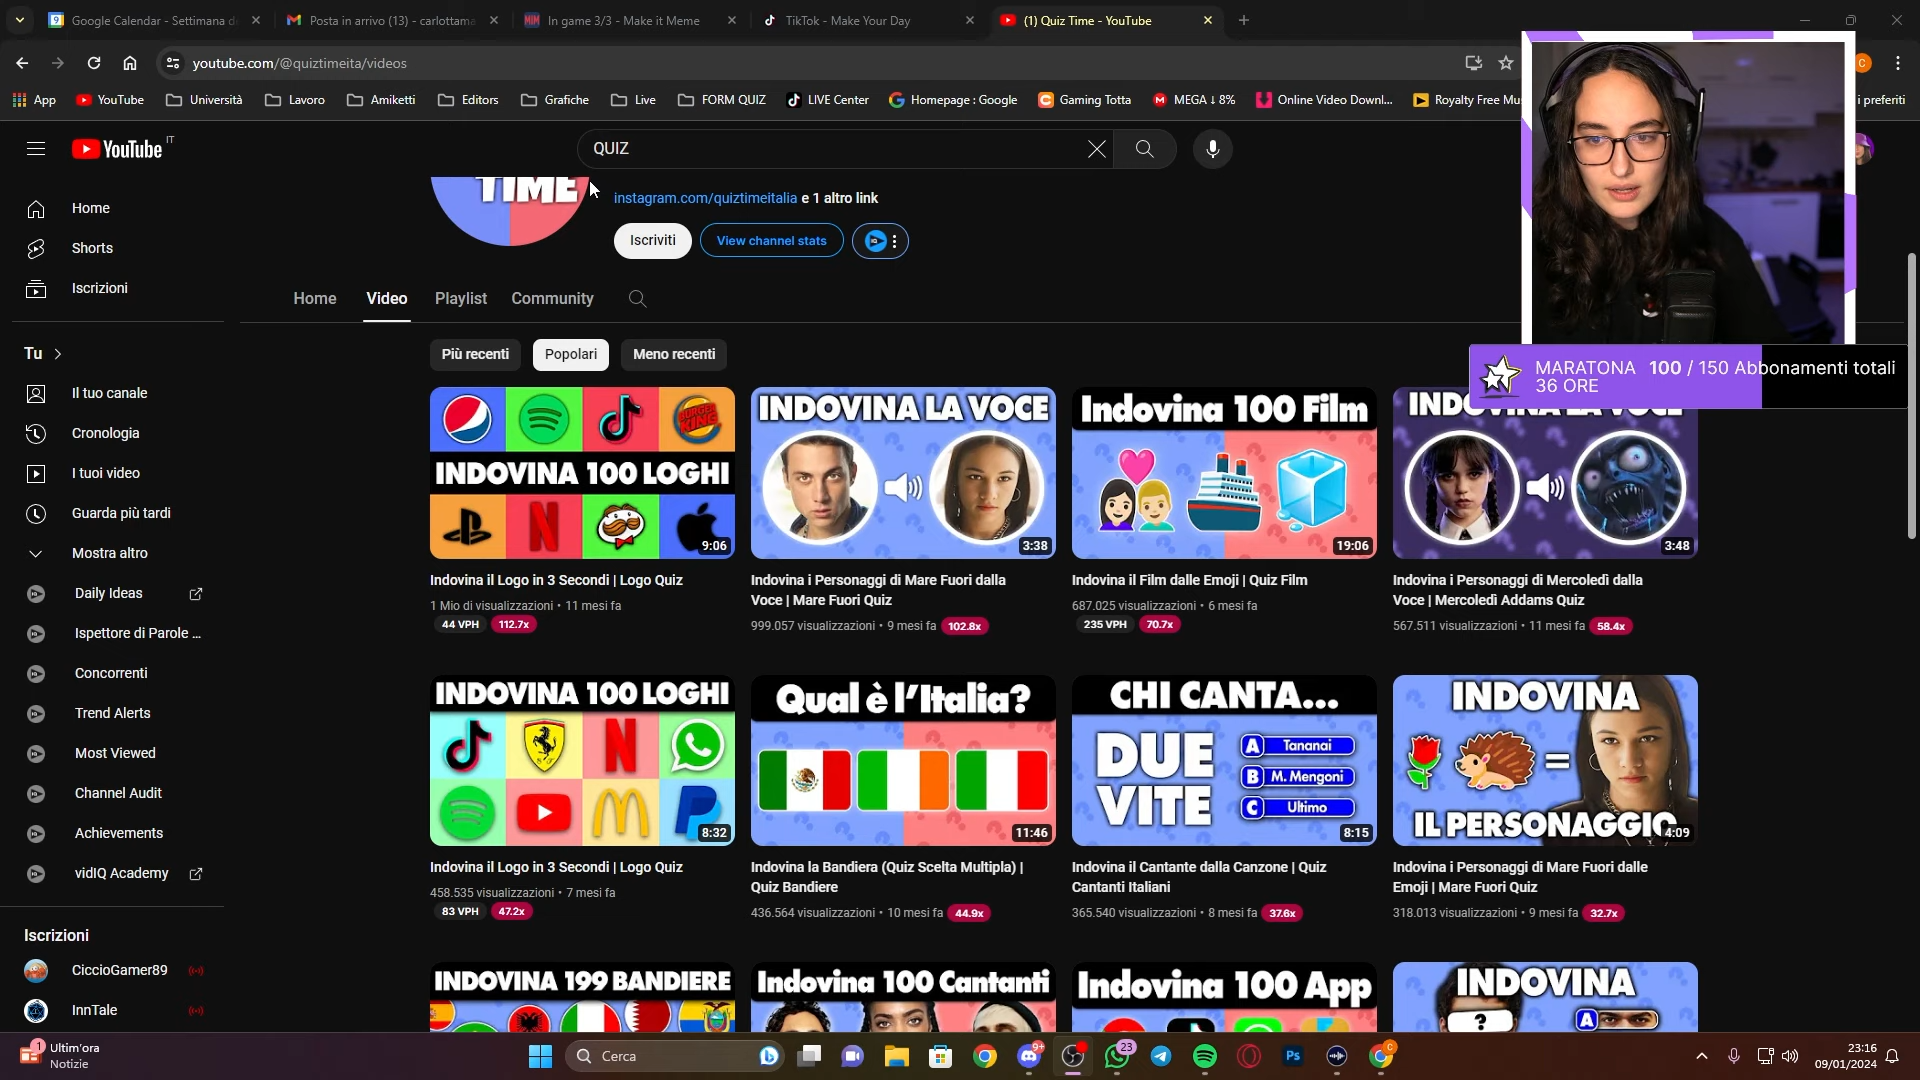 Google Calendar - Settimana d
Posta in arrivo (13) - carlottama
In game 3/3 - Make it Meme
TikTok - Make Your Day
(1) Quiz Time - YouTube
youtube.com/@quiztimeita/videos
App
YouTube
Università
Lavoro
Amiketti
Editors
Grafiche
Live
FORM QUIZ
LIVE Center
Homepage : Google
Gaming Totta
MEGA ↓ 8%
Online Video Downl...
Royalty Free Mu
i preferiti
YouTube IT
QUIZ
TIME
instagram.com/quiztimeitalia e 1 altro link
Iscriviti
View channel stats
Home
Video
Playlist
Community
Più recenti
Popolari
Meno recenti
MARATONA 100 / 150 Abbonamenti totali
36 ORE
Home
Shorts
Iscrizioni
Tu
Il tuo canale
Cronologia
I tuoi video
Guarda più tardi
Mostra altro
Daily Ideas
Ispettore di Parole ...
Concorrenti
Trend Alerts
Most Viewed
Channel Audit
Achievements
vidIQ Academy
Iscrizioni
CiccioGamer89
InnTale
BURGER
KING
INDOVINA 100 LOGHI
9:06
Indovina il Logo in 3 Secondi | Logo Quiz
1 Mio di visualizzazioni • 11 mesi fa
44 VPH 112.7x
INDOVINA LA VOCE
3:38
Indovina i Personaggi di Mare Fuori dalla
Voce | Mare Fuori Quiz
999.057 visualizzazioni • 9 mesi fa 102.8x
Indovina 100 Film
19:06
Indovina il Film dalle Emoji | Quiz Film
687.025 visualizzazioni • 6 mesi fa
235 VPH 70.7x
3:48
Indovina i Personaggi di Mercoledì dalla
Voce | Mercoledì Addams Quiz
567.511 visualizzazioni • 11 mesi fa 58.4x
INDOVINA 100 LOGHI
8:32
Indovina il Logo in 3 Secondi | Logo Quiz
458.535 visualizzazioni • 7 mesi fa
83 VPH 47.2x
Qual è l'Italia?
11:46
Indovina la Bandiera (Quiz Scelta Multipla) |
Quiz Bandiere
436.564 visualizzazioni • 10 mesi fa 44.9x
CHI CANTA...
DUE
VITE
A Tananai
B M. Mengoni
C Ultimo
8:15
Indovina il Cantante dalla Canzone | Quiz
Cantanti Italiani
365.540 visualizzazioni • 8 mesi fa 37.6x
INDOVINA
=
IL PERSONAGGIO
4:09
Indovina i Personaggi di Mare Fuori dalle
Emoji | Mare Fuori Quiz
318.013 visualizzazioni • 9 mesi fa 32.7x
INDOVINA 199 BANDIERE
Indovina 100 Cantanti
Indovina 100 App
INDOVINA
?
A
1
Ultim'ora
Notizie
Cerca
9+
23
Ps
C
23:16
09/01/2024